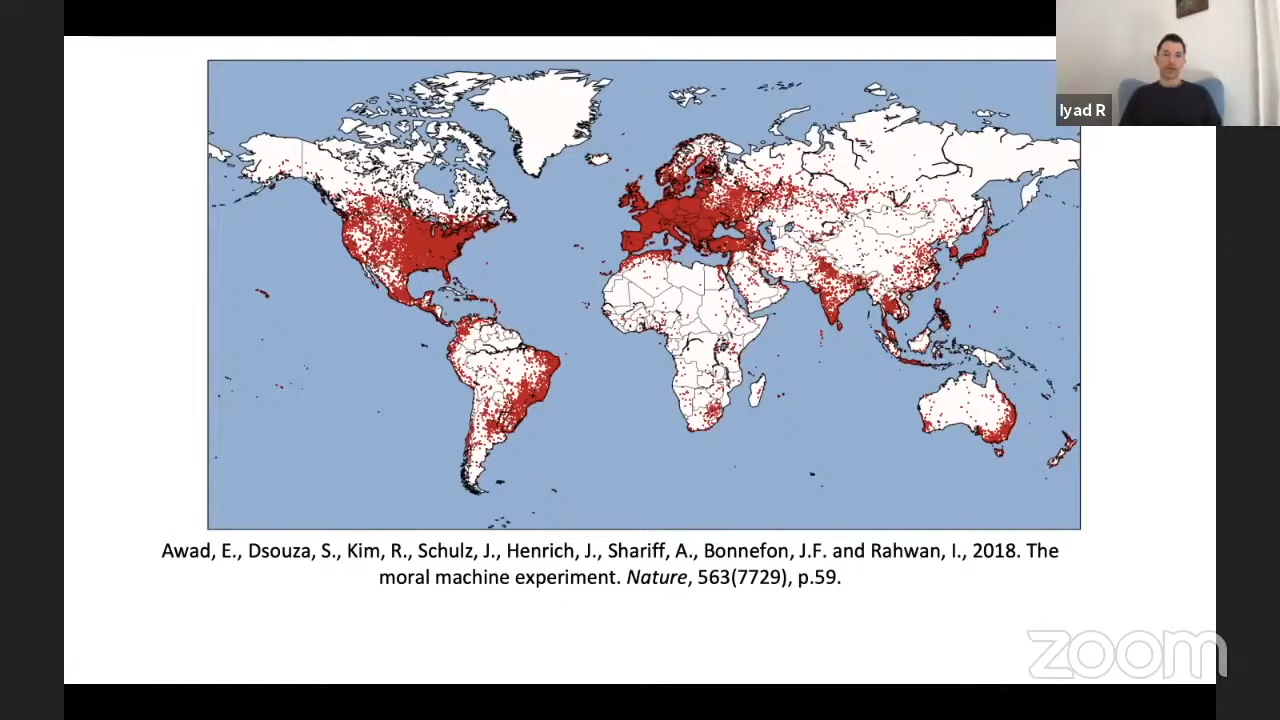 Iyad R
Awad, E., Dsouza, S., Kim, R., Schulz, J., Henrich, J., Shariff, A., Bonnefon, J.F. and Rahwan, I., 2018. The
moral machine experiment. Nature, 563(7729), p.59.
zoom